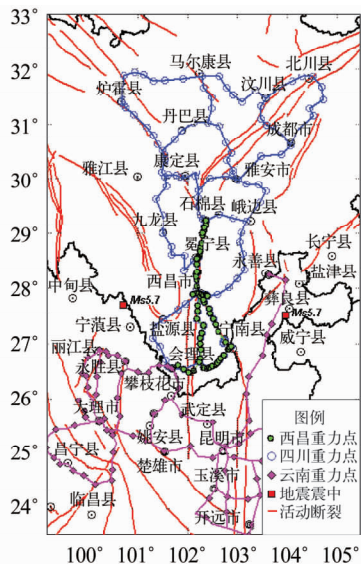 33°
32°
31°
30°
29°
28°
27°
26°
25°
24°
马尔康县
北川县
炉霍县
汶川县
丹巴县
成都市
康定县
雅江县
雅安市
石棉县
九龙县
峨边县
冕宁县
长宁县
西昌市
永善县
盐津县
中甸县
彝良县
Ms5.7
Ms5.7
宁蒗县
盐源县
宁南县
威宁县
丽江县
会理县
永胜县
攀枝花市
大理市
武定县
姚安县
昆明市
昌宁县
楚雄市
玉溪市
临昌县
开远市
图例
西昌重力点
四川重力点
云南重力点
地震震中
活动断裂
100° 101° 102° 103° 104° 105°